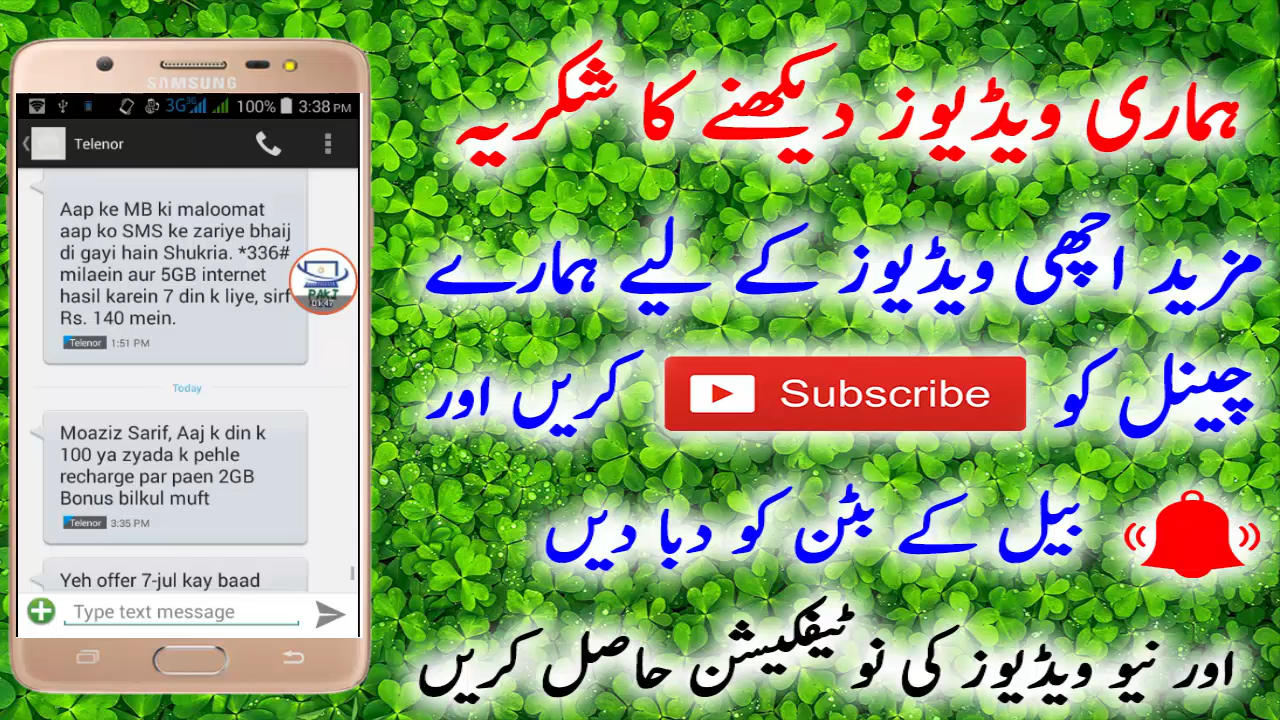 SAMSUNG
3G 3G 100% 3:38 PM
Telenor
Aap ke MB ki maloomat
aap ko SMS ke zariye bhaij
di gayi hain Shukria. *336#
milaein aur 5GB internet
hasil karein 7 din k liye, sirf
Rs. 140 mein.
Telenor 1:51 PM
01:47
Today
Moaziz Sarif, Aaj k din k
100 ya zyada k pehle
recharge par paen 2GB
Bonus bilkul muft
Telenor 3:35 PM
Yeh offer 7-jul kay baad
Type text message
ہماری ویڈیوز دیکھنے کا شکریہ
مزید اچھی ویڈیوز کے لیے ہمارے
چینل کو Subscribe کریں اور
بیل کے بٹن کو دبا دیں
اور نیو ویڈیوز کی نوٹیفکیشن حاصل کریں